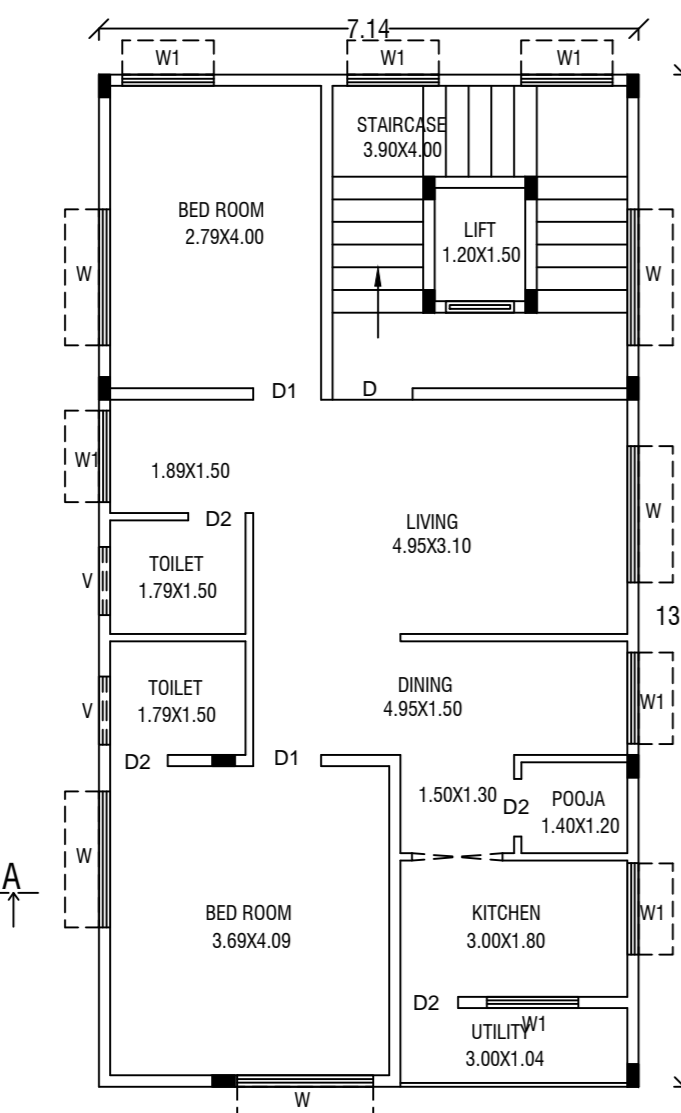 7.14
W1 W1 W1
STAIRCASE
3.90X4.00
BED ROOM
2.79X4.00
LIFT
1.20X1.50
W W
D1 D
W1
1.89X1.50
D2
LIVING
4.95X3.10
W
TOILET
1.79X1.50
V
13
TOILET
1.79X1.50
V
DINING
4.95X1.50
W1
D2 D1
1.50X1.30
D2
POOJA
1.40X1.20
W
A
BED ROOM
3.69X4.09
KITCHEN
3.00X1.80
W1
D2
W1
UTILITY
3.00X1.04
W